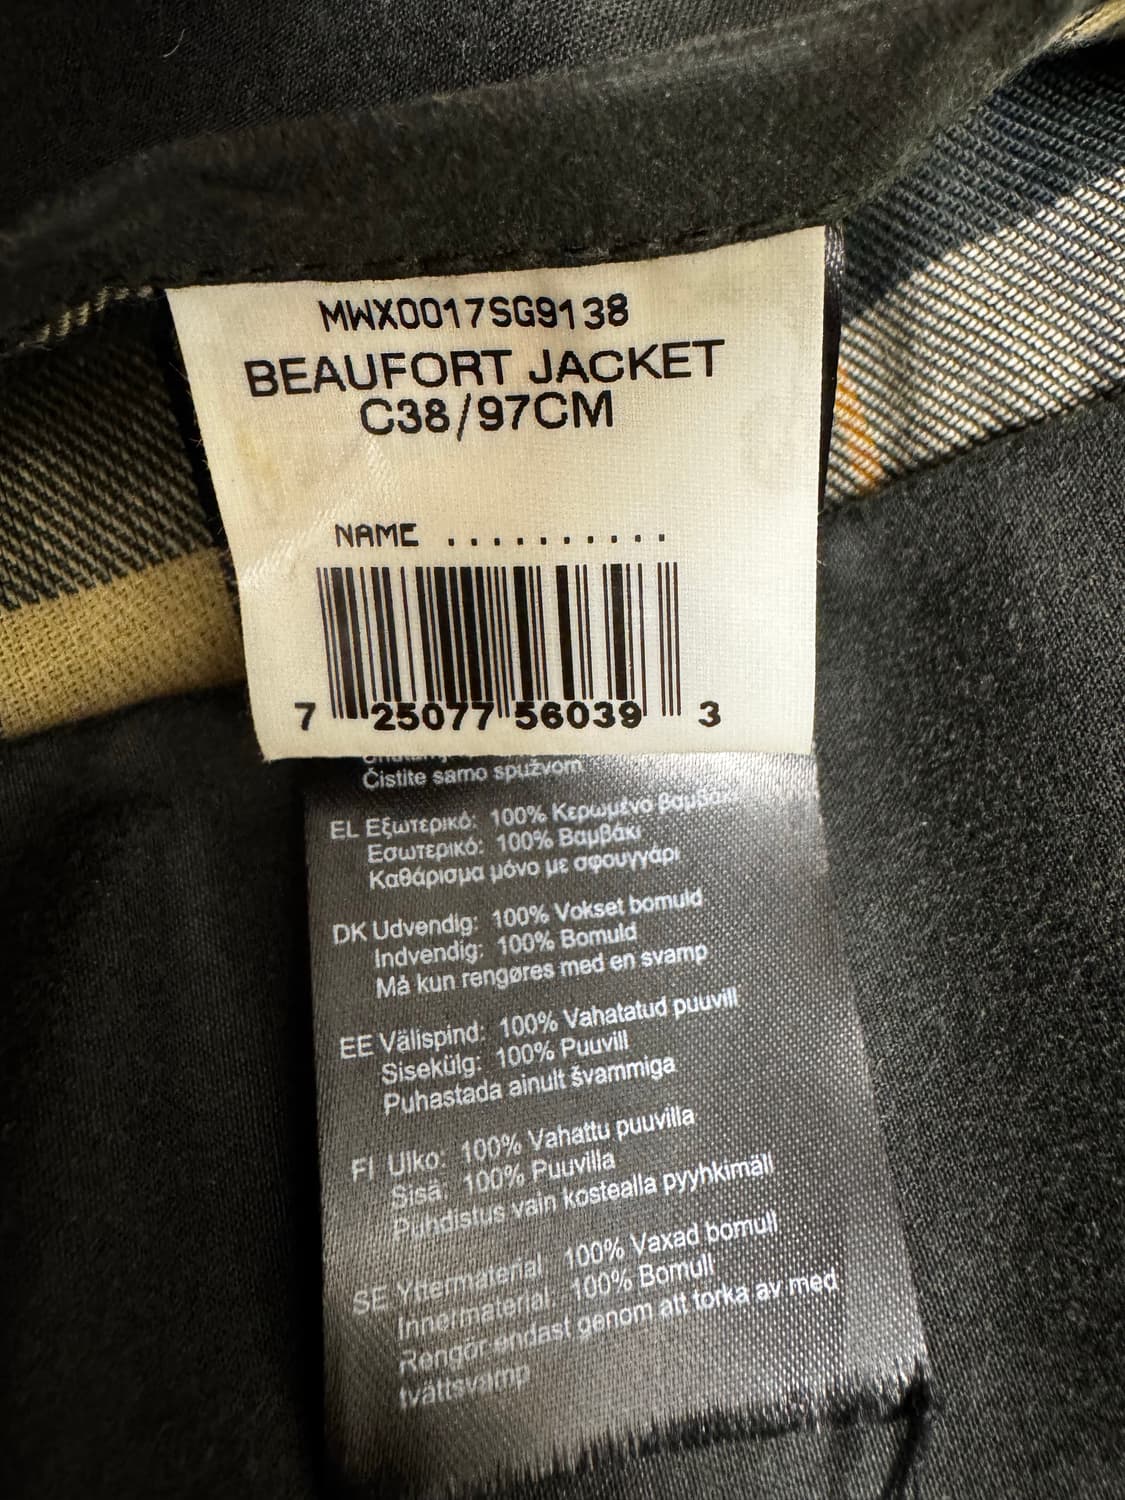 MWX0017SG9138
BEAUFORT JACKET
C38/97CM
NAME ..........
7 25077 56039 3
Čistite samo spužvom
EL Εξωτερικό: 100% Κερωμένο βαμβάκι
Εσωτερικό: 100% Βαμβάκι
Καθάρισμα μόνο με σφουγγάρι
DK Udvendig: 100% Vokset bomuld
Indvendig: 100% Bomuld
Må kun rengøres med en svamp
EE Välispind: 100% Vahatatud puuvill
Sisekülg: 100% Puuvill
Puhastada ainult švammiga
FI Ulko: 100% Vahattu puuvilla
Sisä: 100% Puuvilla
Puhdistus vain kostealla pyyhkimäll
SE Yttermaterial 100% Vaxad bomull
Innermaterial: 100% Bomull
Rengör endast genom att torka av med
tvättsvamp